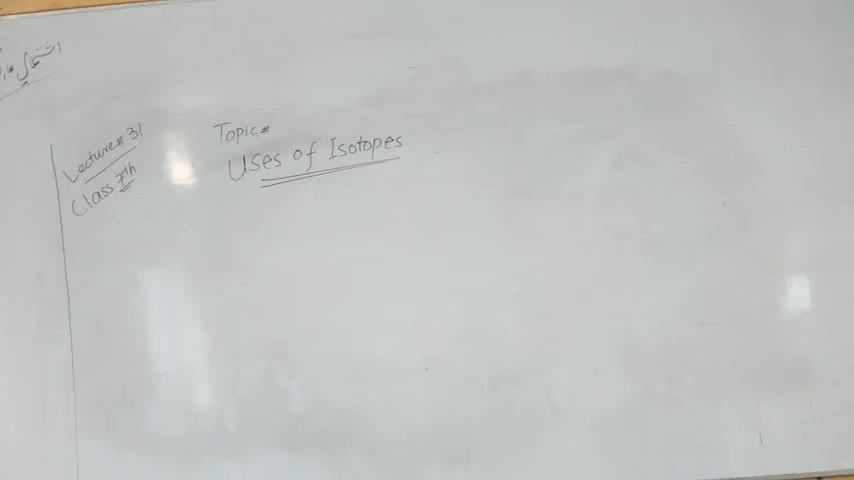 Lecture# 31
Class 7th
Topic#
Uses of Isotopes